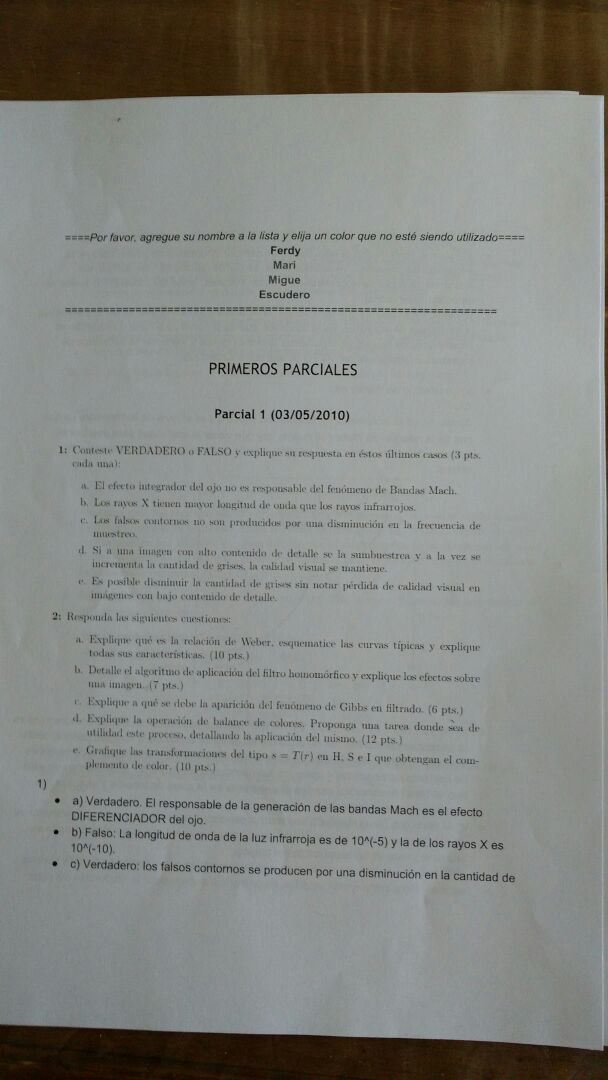 ====Por favor, agregue su nombre a la lista y elija un color que no esté siendo utilizado====
Ferdy
Mari
Migue
Escudero
====================================================================
PRIMEROS PARCIALES
Parcial 1 (03/05/2010)
1: Conteste VERDADERO o FALSO y explique su respuesta en éstos últimos casos (3 pts.
cada una):
a. El efecto integrador del ojo no es responsable del fenómeno de Bandas Mach.
b. Los rayos X tienen mayor longitud de onda que los rayos infrarrojos.
c. Los falsos contornos no son producidos por una disminución en la frecuencia de
muestreo.
d. Si a una imagen con alto contenido de detalle se la sumbuestrea y a la vez se
incrementa la cantidad de grises, la calidad visual se mantiene.
e. Es posible disminuir la cantidad de grises sin notar pérdida de calidad visual en
imágenes con bajo contenido de detalle.
2: Responda las siguientes cuestiones:
a. Explique qué es la relación de Weber, esquematice las curvas típicas y explique
todas sus características. (10 pts.)
b. Detalle el algoritmo de aplicación del filtro homomórfico y explique los efectos sobre
una imagen. (7 pts.)
c. Explique a qué se debe la aparición del fenómeno de Gibbs en filtrado. (6 pts.)
d. Explique la operación de balance de colores. Proponga una tarea donde sea de
utilidad este proceso, detallando la aplicación del mismo. (12 pts.)
e. Grafique las transformaciones del tipo s = T(r) en H, S e I que obtengan el com-
plemento de color. (10 pts.)
1)
• a) Verdadero. El responsable de la generación de las bandas Mach es el efecto
DIFERENCIADOR del ojo.
• b) Falso: La longitud de onda de la luz infrarroja es de 10^(-5) y la de los rayos X es
10^(-10).
• c) Verdadero: los falsos contornos se producen por una disminución en la cantidad de